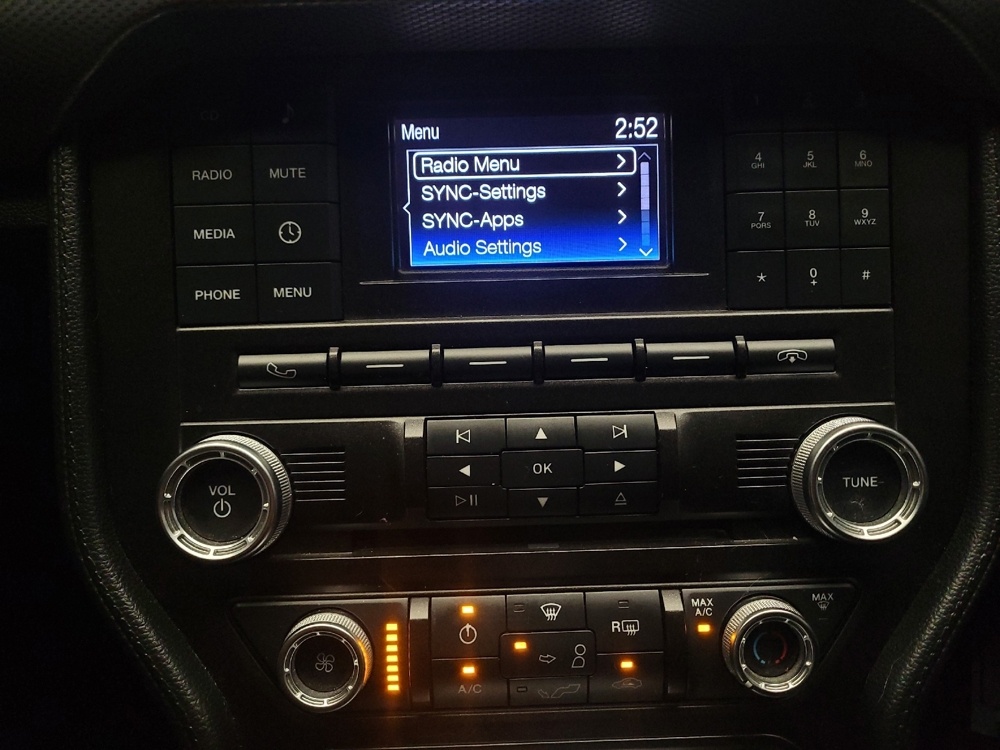 CD
Menu 2:52
Radio Menu
SYNC-Settings
SYNC-Apps
Audio Settings
RADIO MUTE
MEDIA
PHONE MENU
4 5 6
GHI JKL MNO
7 8 9
PQRS TUV WXYZ
* 0 #
+
VOL
OK
TUNE
A/C
R
MAX
A/C
MAX